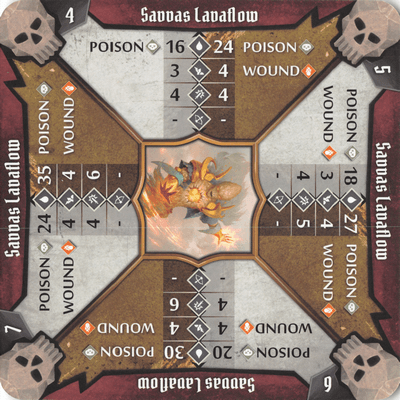 4
Savvas Lavaflow
POISON 16 24 POISON
3 4 WOUND
4 4
- -
5
Savvas Lavaflow
POISON 18 27 POISON
WOUND 3 4 WOUND
4 5
- -
6
Savvas Lavaflow
POISON 20 30 POISON
WOUND 4 4 WOUND
4 6
- -
7
Savvas Lavaflow
POISON 24 35 POISON
WOUND 4 4 WOUND
4 6
- -